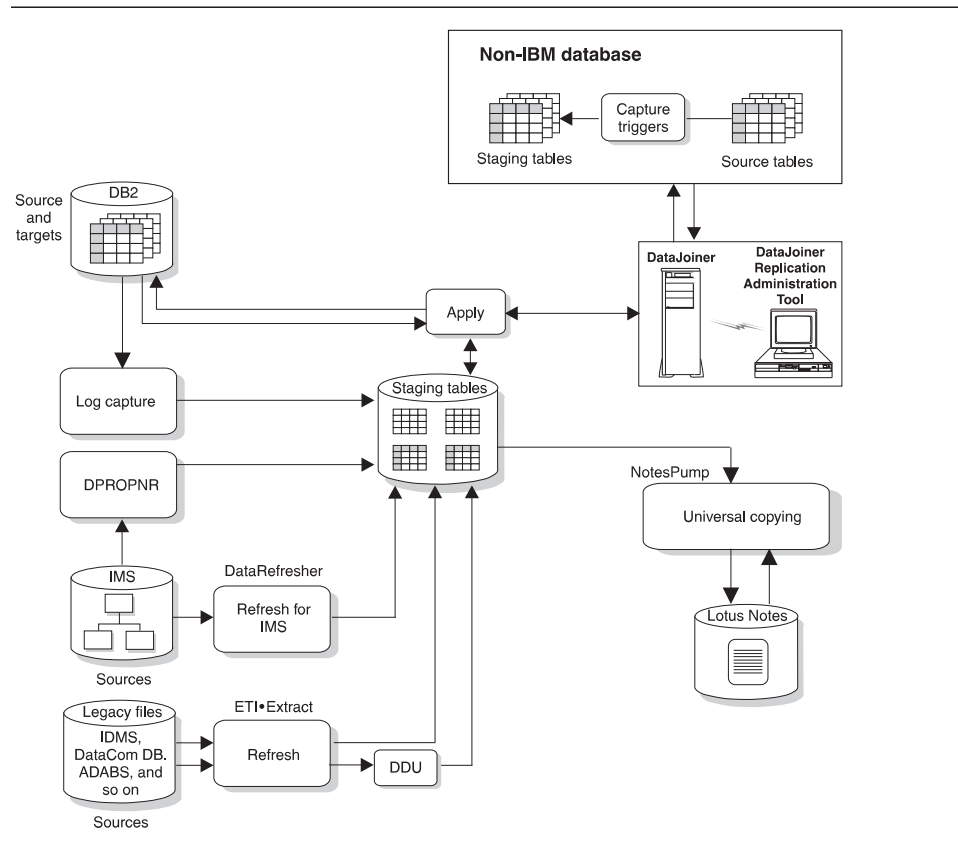 Non-IBM database
Capture
triggers
Staging tables
Source tables
DB2
Source
and
targets
DataJoiner
DataJoiner
Replication
Administration
Tool
Apply
Log capture
Staging tables
DPROPNR
NotesPump
Universal copying
IMS
DataRefresher
Refresh for
IMS
Sources
Lotus Notes
Legacy files
IDMS,
DataCom DB.
ADABS, and
so on
ETI•Extract
Refresh
DDU
Sources